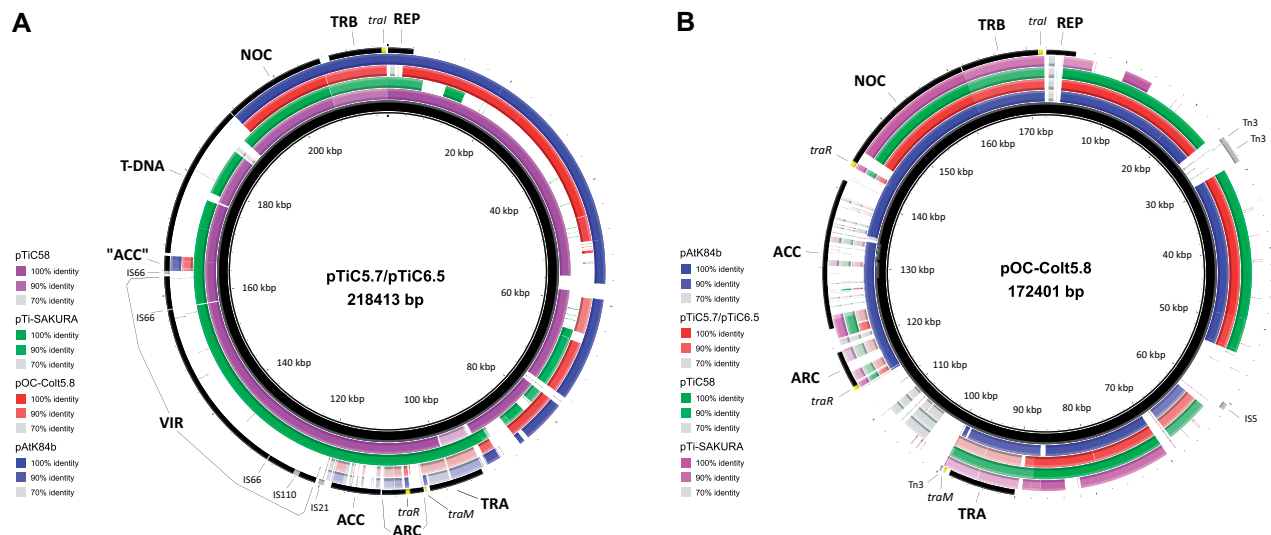 A
TRB
traI
REP
NOC
T-DNA
"ACC"
IS66
IS66
VIR
IS66
IS110
IS21
ACC
traR
ARC
traM
TRA
20 kbp
40 kbp
60 kbp
80 kbp
100 kbp
120 kbp
140 kbp
160 kbp
180 kbp
200 kbp
pTiC5.7/pTiC6.5
218413 bp
pTiC58
100% identity
90% identity
70% identity
pTi-SAKURA
100% identity
90% identity
70% identity
pOC-Colt5.8
100% identity
90% identity
70% identity
pAtK84b
100% identity
90% identity
70% identity
B
TRB
traI
REP
NOC
traR
ACC
ARC
traR
Tn3
traM
TRA
IS5
Tn3
Tn3
10 kbp
20 kbp
30 kbp
40 kbp
50 kbp
60 kbp
70 kbp
80 kbp
90 kbp
100 kbp
110 kbp
120 kbp
130 kbp
140 kbp
150 kbp
160 kbp
170 kbp
pOC-Colt5.8
172401 bp
pAtK84b
100% identity
90% identity
70% identity
pTiC5.7/pTiC6.5
100% identity
90% identity
70% identity
pTiC58
100% identity
90% identity
70% identity
pTi-SAKURA
100% identity
90% identity
70% identity